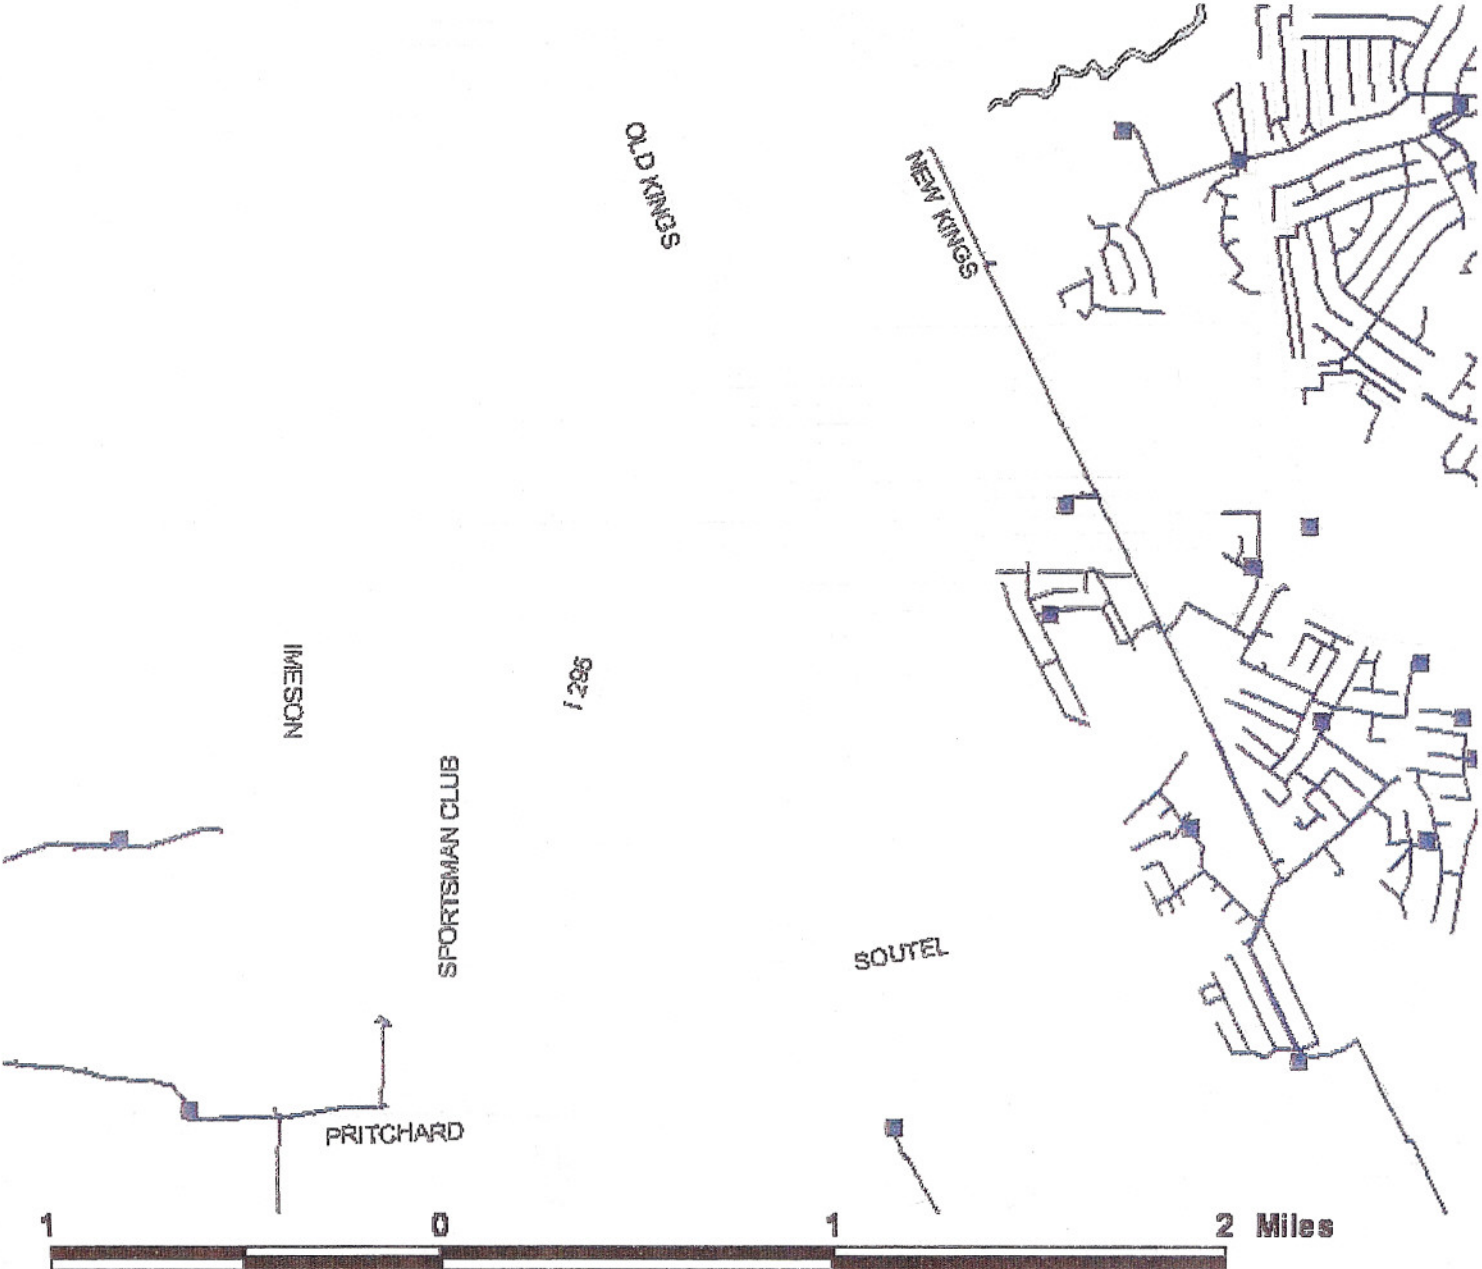 OLD KINGS
NEW KINGS
IMESON
I 295
SPORTSMAN CLUB
SOUTEL
PRITCHARD
1 0 1 2 Miles